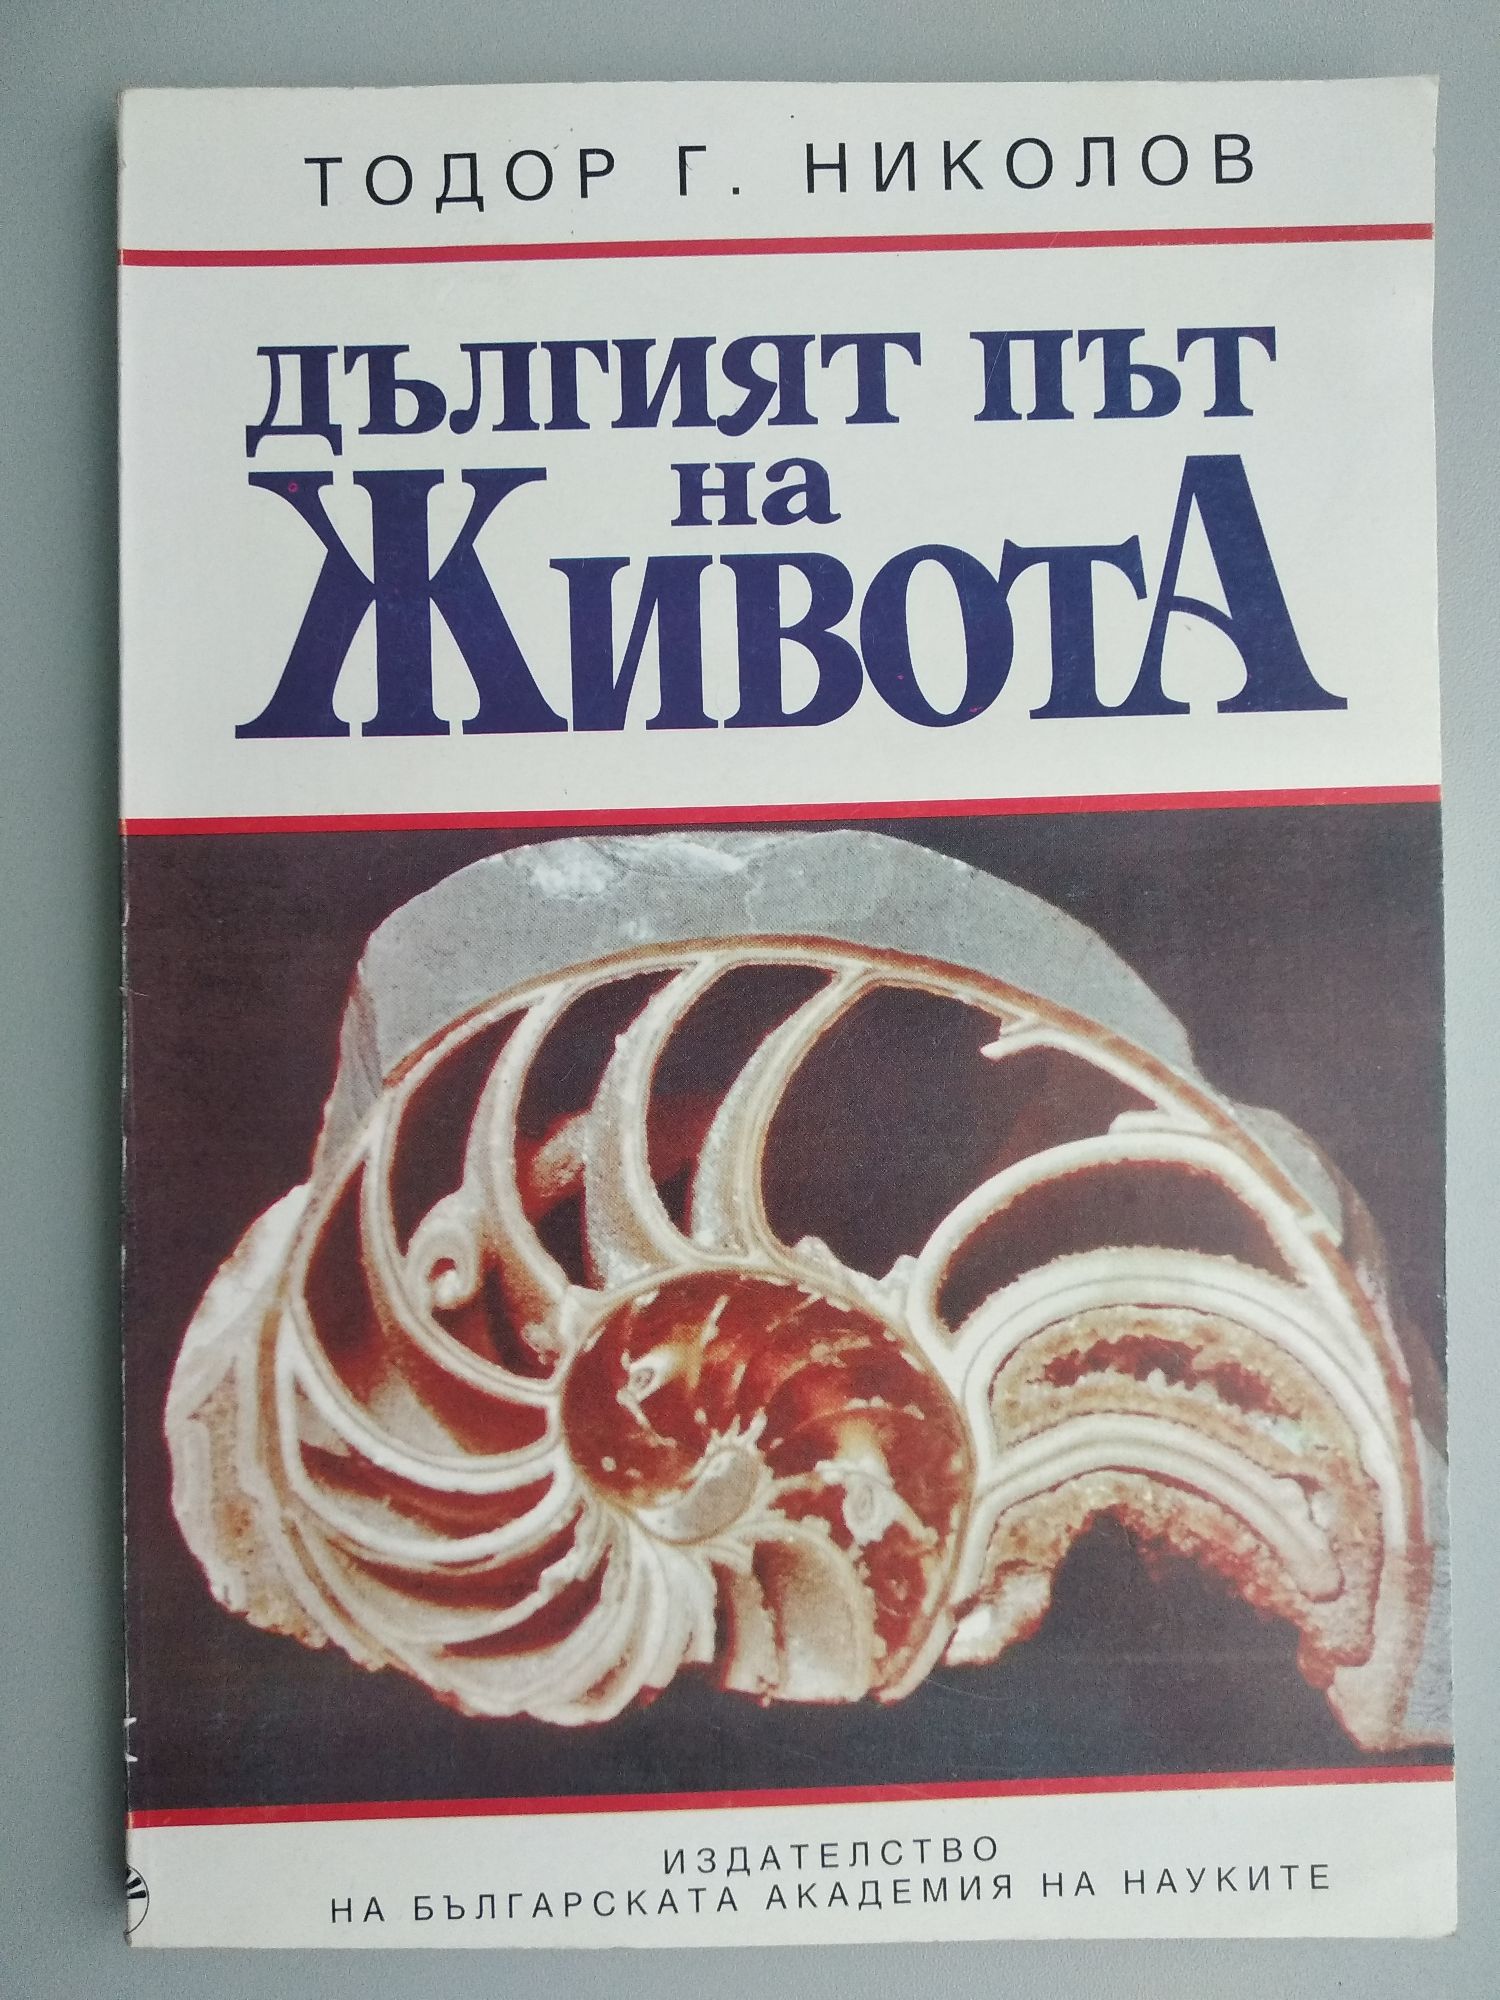 ТОДОР Г. НИКОЛОВ
ДЪЛГИЯТ ПЪТ
на
ЖИВОТА
ИЗДАТЕЛСТВО
НА БЪЛГАРСКАТА АКАДЕМИЯ НА НАУКИТЕ